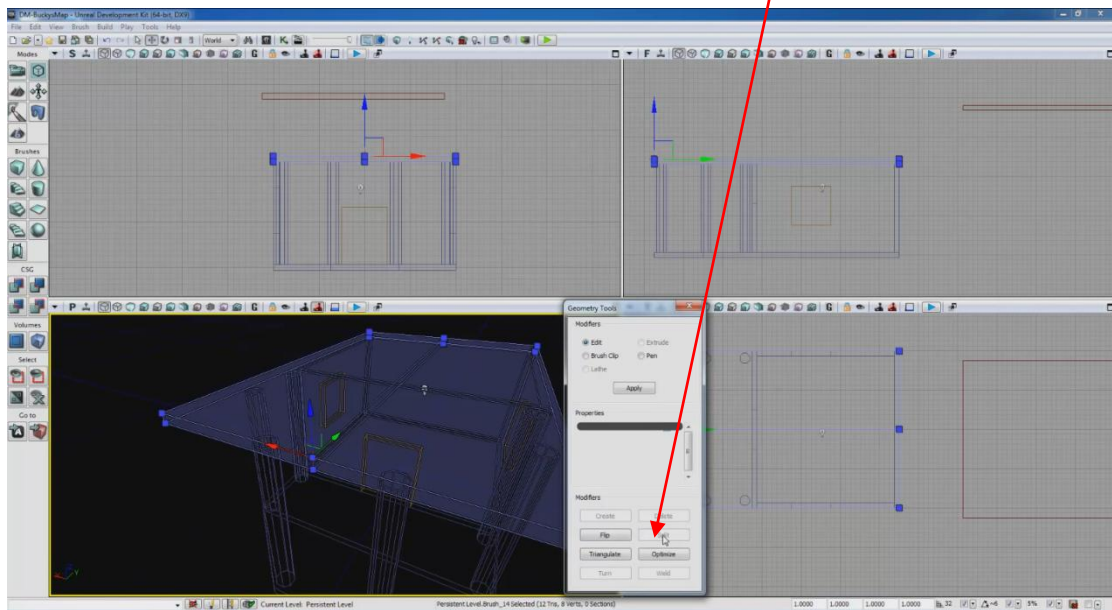 DM-BuckysMap - Unreal Development Kit (64-bit, DX9)
File Edit View Brush Build Play Tools Help
World
Modes
S
F
G
Brushes
CSG
P
Volumes
Select
Go to
Geometry Tools
Modifiers
Edit Extrude
Brush Clip Pen
Lathe
Apply
Properties
Modifiers
Create Delete
Flip
Triangulate Optimize
Turn Weld
Current Level: Persistent Level
Persistent Level.Brush_14 Selected (12 Tris, 8 Verts, 0 Sections)
1.0000 1.0000 1.0000 1.0000 32 5%